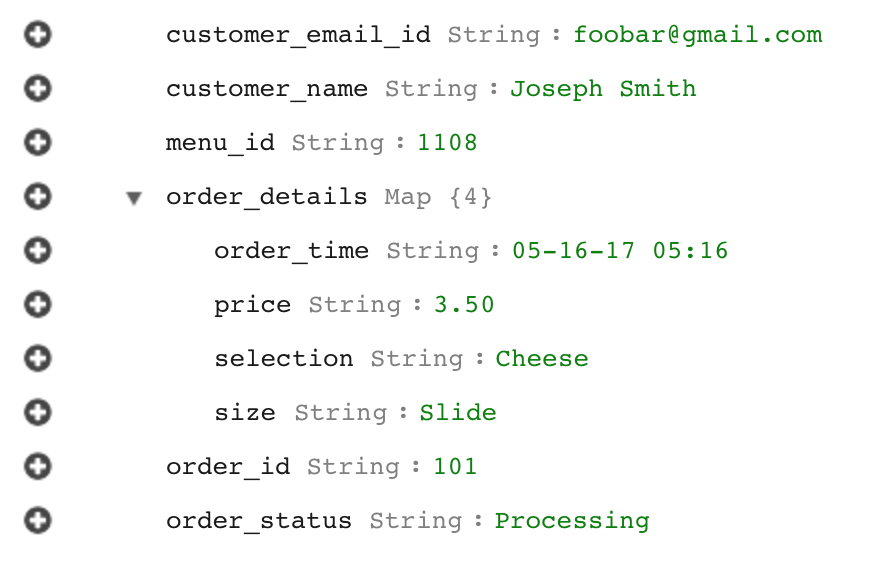 customer_email_id String : foobar@gmail.com
customer_name String : Joseph Smith
menu_id String : 1108
order_details Map {4}
order_time String : 05-16-17 05:16
price String : 3.50
selection String : Cheese
size String : Slide
order_id String : 101
order_status String : Processing